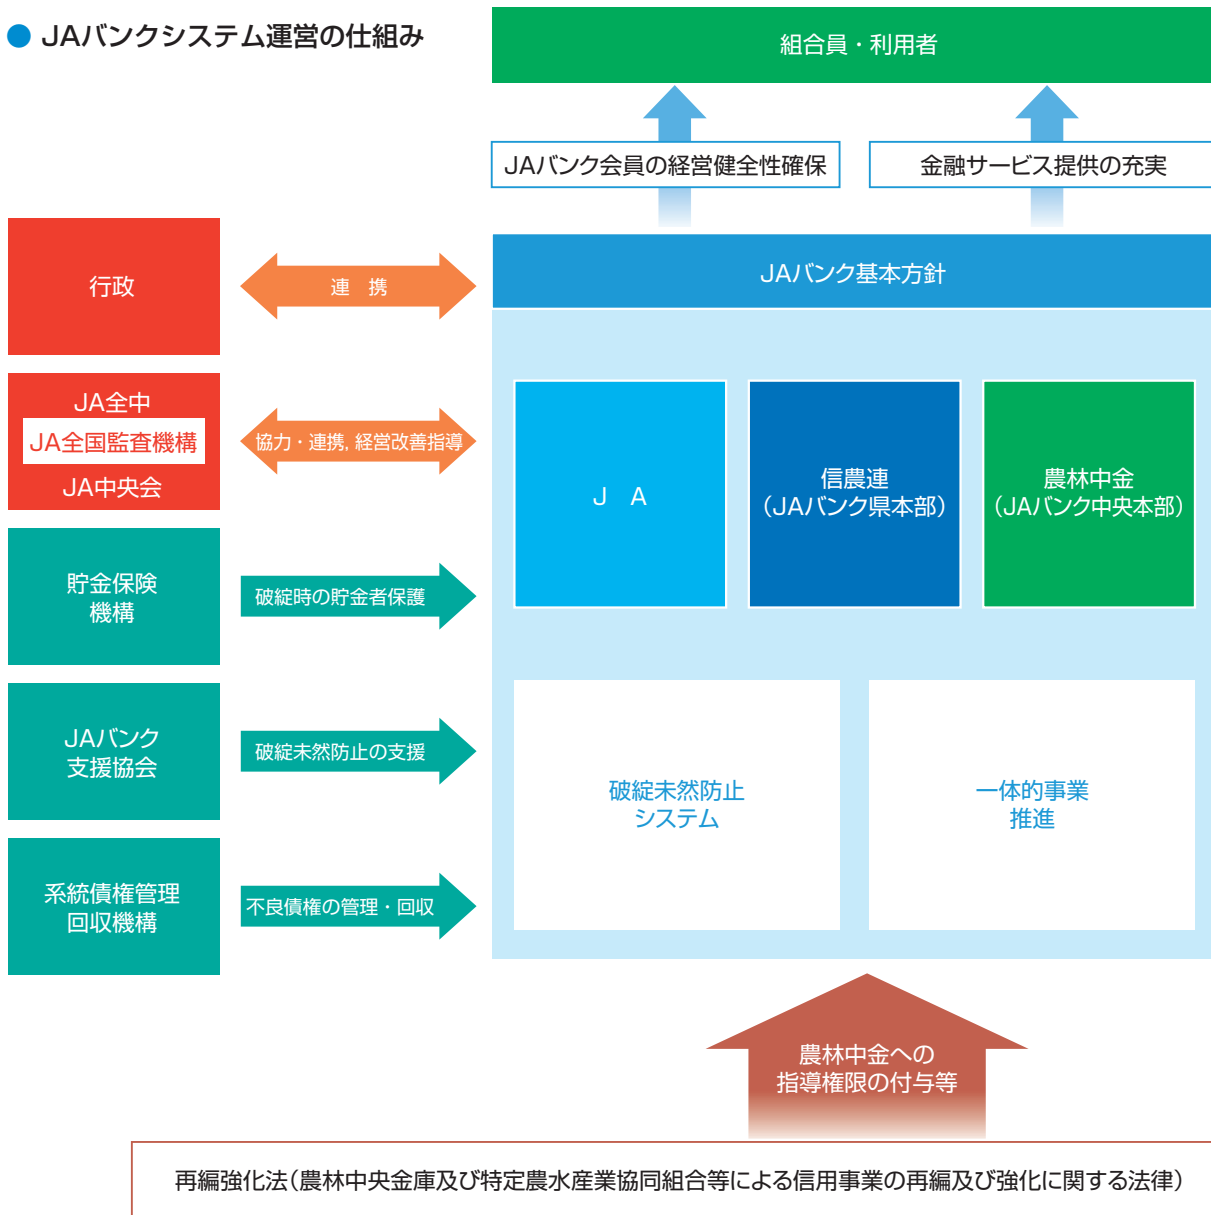 JAバンクシステム運営の仕組み
組合員・利用者
JAバンク会員の経営健全性確保
金融サービス提供の充実
行政
連 携
JAバンク基本方針
JA全中
JA全国監査機構
JA中央会
協力・連携, 経営改善指導
J A
信農連
(JAバンク県本部)
農林中金
(JAバンク中央本部)
貯金保険
機構
破綻時の貯金者保護
JAバンク
支援協会
破綻未然防止の支援
破綻未然防止
システム
一体的事業
推進
系統債権管理
回収機構
不良債権の管理・回収
農林中金への
指導権限の付与等
再編強化法(農林中央金庫及び特定農水産業協同組合等による信用事業の再編及び強化に関する法律)